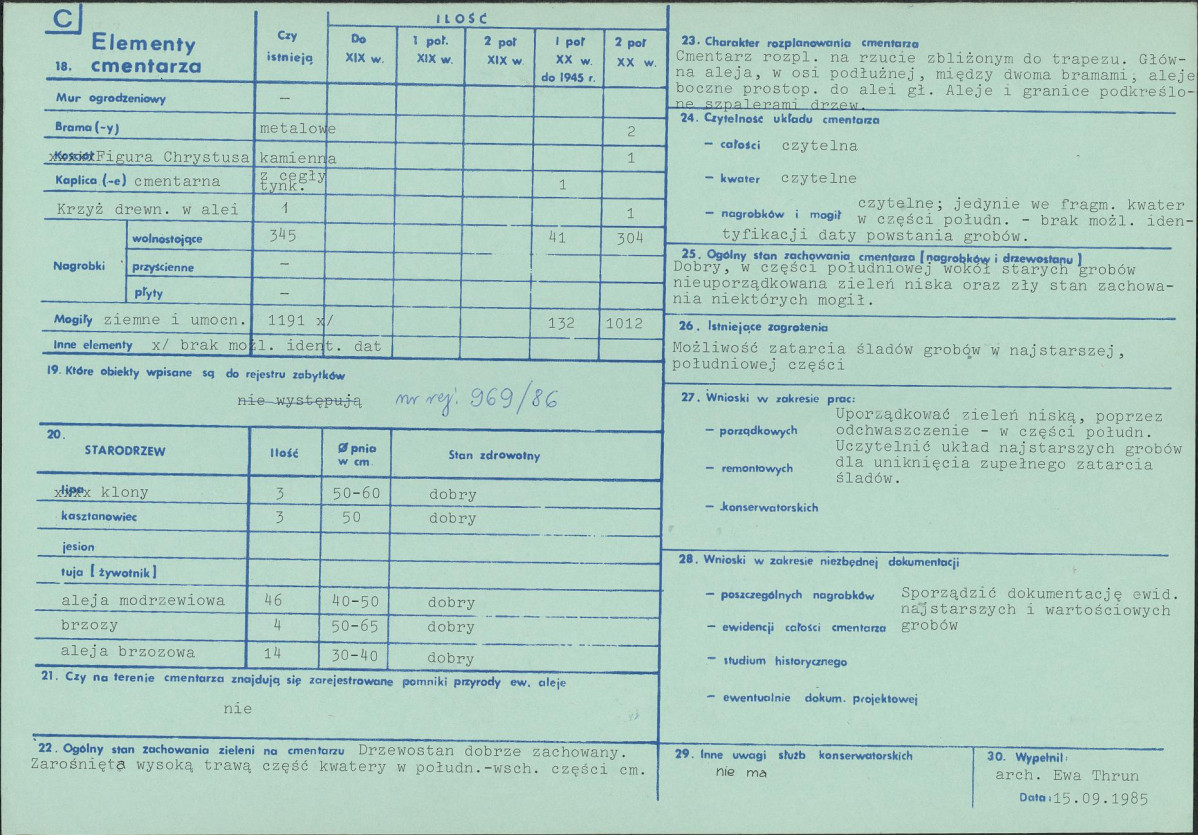 C
Elementy
18. cmentarza
Czy
istnieją
ILOŚĆ
Do
XIX w.
1 poł.
XIX w.
2 poł
XIX w
I poł
XX w.
do 1945 r.
2 poł
XX w.
Mur ogrodzeniowy –
Brama (-y) metalowe 2
Figura Chrystusa kamienna 1
Kaplica (-e) cmentarna z cegły
tynk. 1
Krzyż drewn. w alei 1 1
Nagrobki
wolnostojące 345 41 304
przyścienne –
płyty –
Mogiły ziemne i umocn. 1191 x/ 132 1012
Inne elementy x/ brak możl. ident. dat
19. Które obiekty wpisane są do rejestru zabytków
nie występują nr rej. 969/86
20.
STARODRZEW
Ilość
Ø pnia
w cm
Stan zdrowotny
klony 3 50-60 dobry
kasztanowiec 3 50 dobry
jesion
tuja [żywotnik]
aleja modrzewiowa 46 40-50 dobry
brzozy 4 50-65 dobry
aleja brzozowa 14 30-40 dobry
21. Czy na terenie cmentarza znajdują się zarejestrowane pomniki przyrody ew. aleje
nie
22. Ogólny stan zachowania zieleni na cmentarzu Drzewostan dobrze zachowany.
Zarośnięta wysoką trawą część kwatery w połudn.-wsch. części cm.
23. Charakter rozplanowania cmentarza
Cmentarz rozpl. na rzucie zbliżonym do trapezu. Głów-
na aleja, w osi podłużnej, między dwoma bramami, aleje
boczne prostop. do alei gł. Aleje i granice podkreślo-
ne szpalerami drzew.
24. Czytelność układu cmentarza
– całości czytelna
– kwater czytelne
– nagrobków i mogił czytelne; jedynie we fragm. kwater
w części połudn. - brak możl. iden-
tyfikacji daty powstania grobów.
25. Ogólny stan zachowania cmentarza [nagrobków i drzewostanu]
Dobry, w części południowej wokół starych grobów
nieuporządkowana zieleń niska oraz zły stan zachowa-
nia niektórych mogił.
26. Istniejące zagrożenia
Możliwość zatarcia śladów grobów w najstarszej,
południowej części
27. Wnioski w zakresie prac:
– porządkowych
Uporządkować zieleń niską, poprzez
odchwaszczenie - w części połudn.
Uczytelnić układ najstarszych grobów
dla uniknięcia zupełnego zatarcia
śladów.
– remontowych
– konserwatorskich
28. Wnioski w zakresie niezbędnej dokumentacji
– poszczególnych nagrobków Sporządzić dokumentację ewid.
najstarszych i wartościowych
– ewidencji całości cmentarza grobów
– studium historycznego
– ewentualnie dokum. projektowej
29. Inne uwagi służb konserwatorskich
nie ma
30. Wypełnił:
arch. Ewa Thrun
Data: 15.09.1985